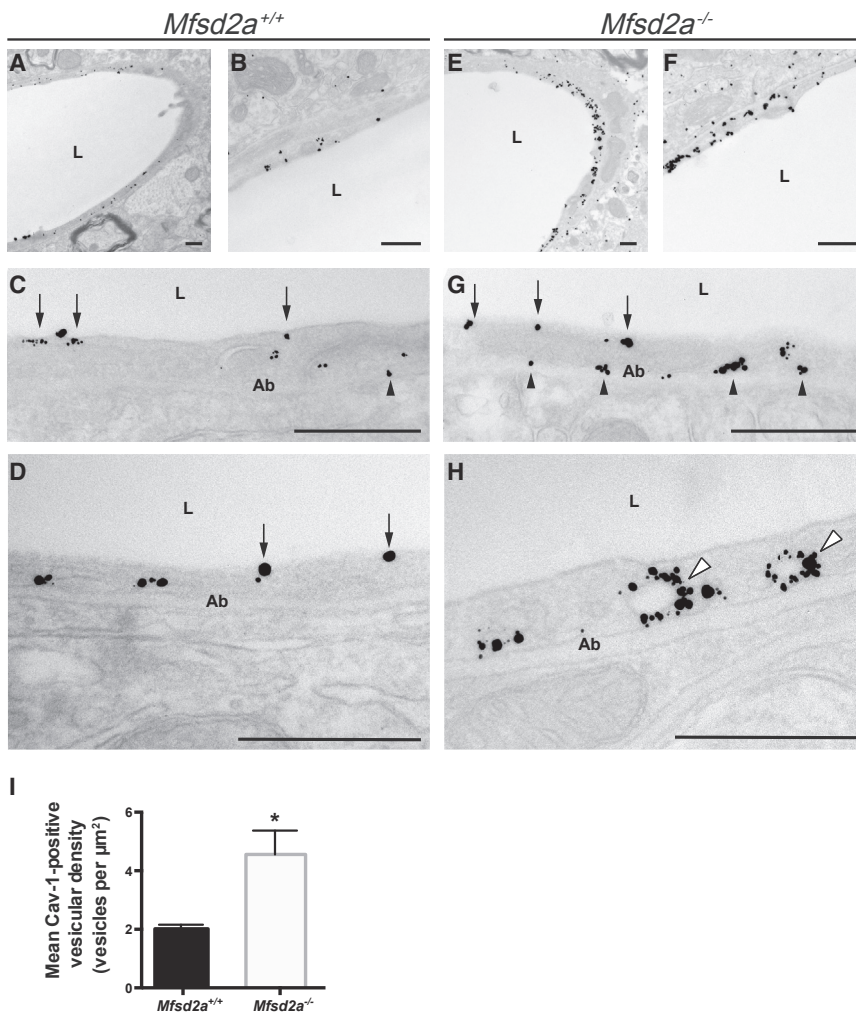 Mfsd2a+/+
Mfsd2a-/-
A
B
E
F
L
L
L
L
C
L
Ab
G
L
Ab
D
L
Ab
H
L
Ab
I
Mean Cav-1-positive
vesicular density
(vesicles per µm²)
6
4
2
0
*
Mfsd2a+/+
Mfsd2a-/-